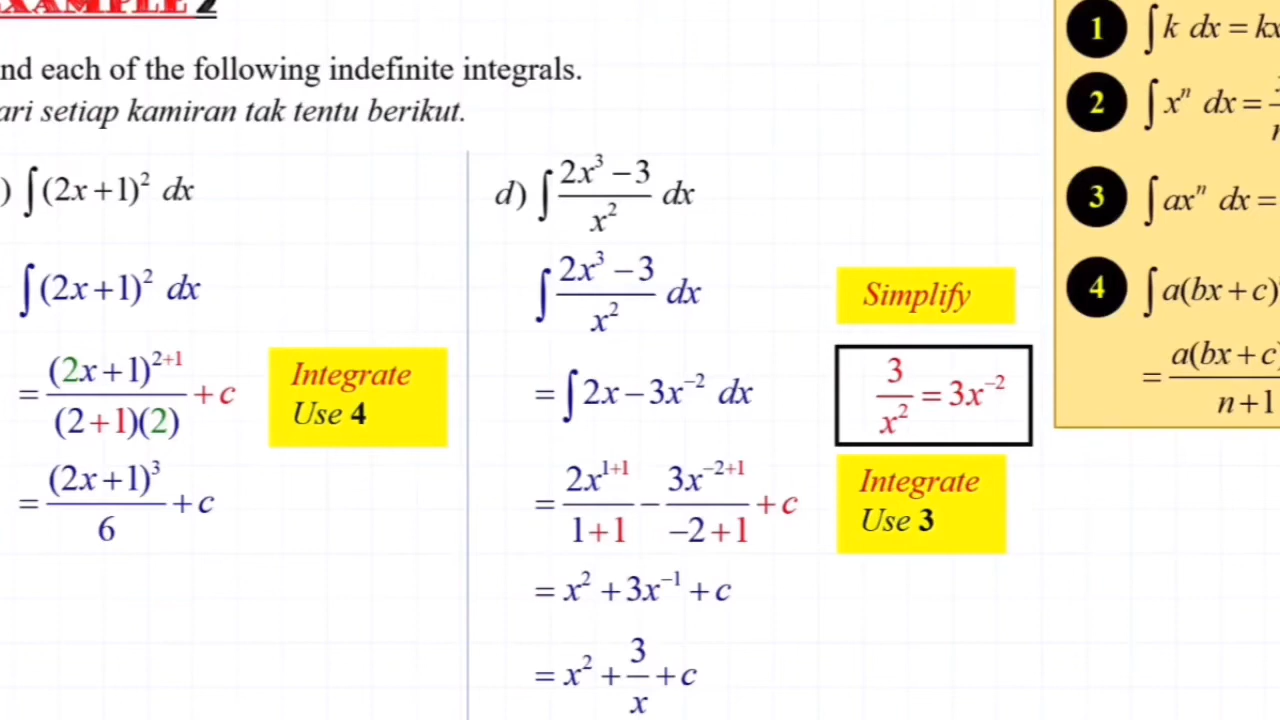 EXAMPLE 2
nd each of the following indefinite integrals.
ari setiap kamiran tak tentu berikut.
) ∫(2x+1)² dx
∫(2x+1)² dx
= (2x+1)²⁺¹/(2+1)(2) + c
Integrate
Use 4
= (2x+1)³/6 + c
d) ∫ (2x³−3)/x² dx
∫ (2x³−3)/x² dx
Simplify
= ∫2x−3x⁻² dx
3/x² = 3x⁻²
= 2x¹⁺¹/(1+1) − 3x⁻²⁺¹/(−2+1) + c
Integrate
Use 3
= x² + 3x⁻¹ + c
= x² + 3/x + c
1 ∫k dx = kx
2 ∫xⁿ dx =
3 ∫axⁿ dx =
4 ∫a(bx+c)
= a(bx+c)/n+1